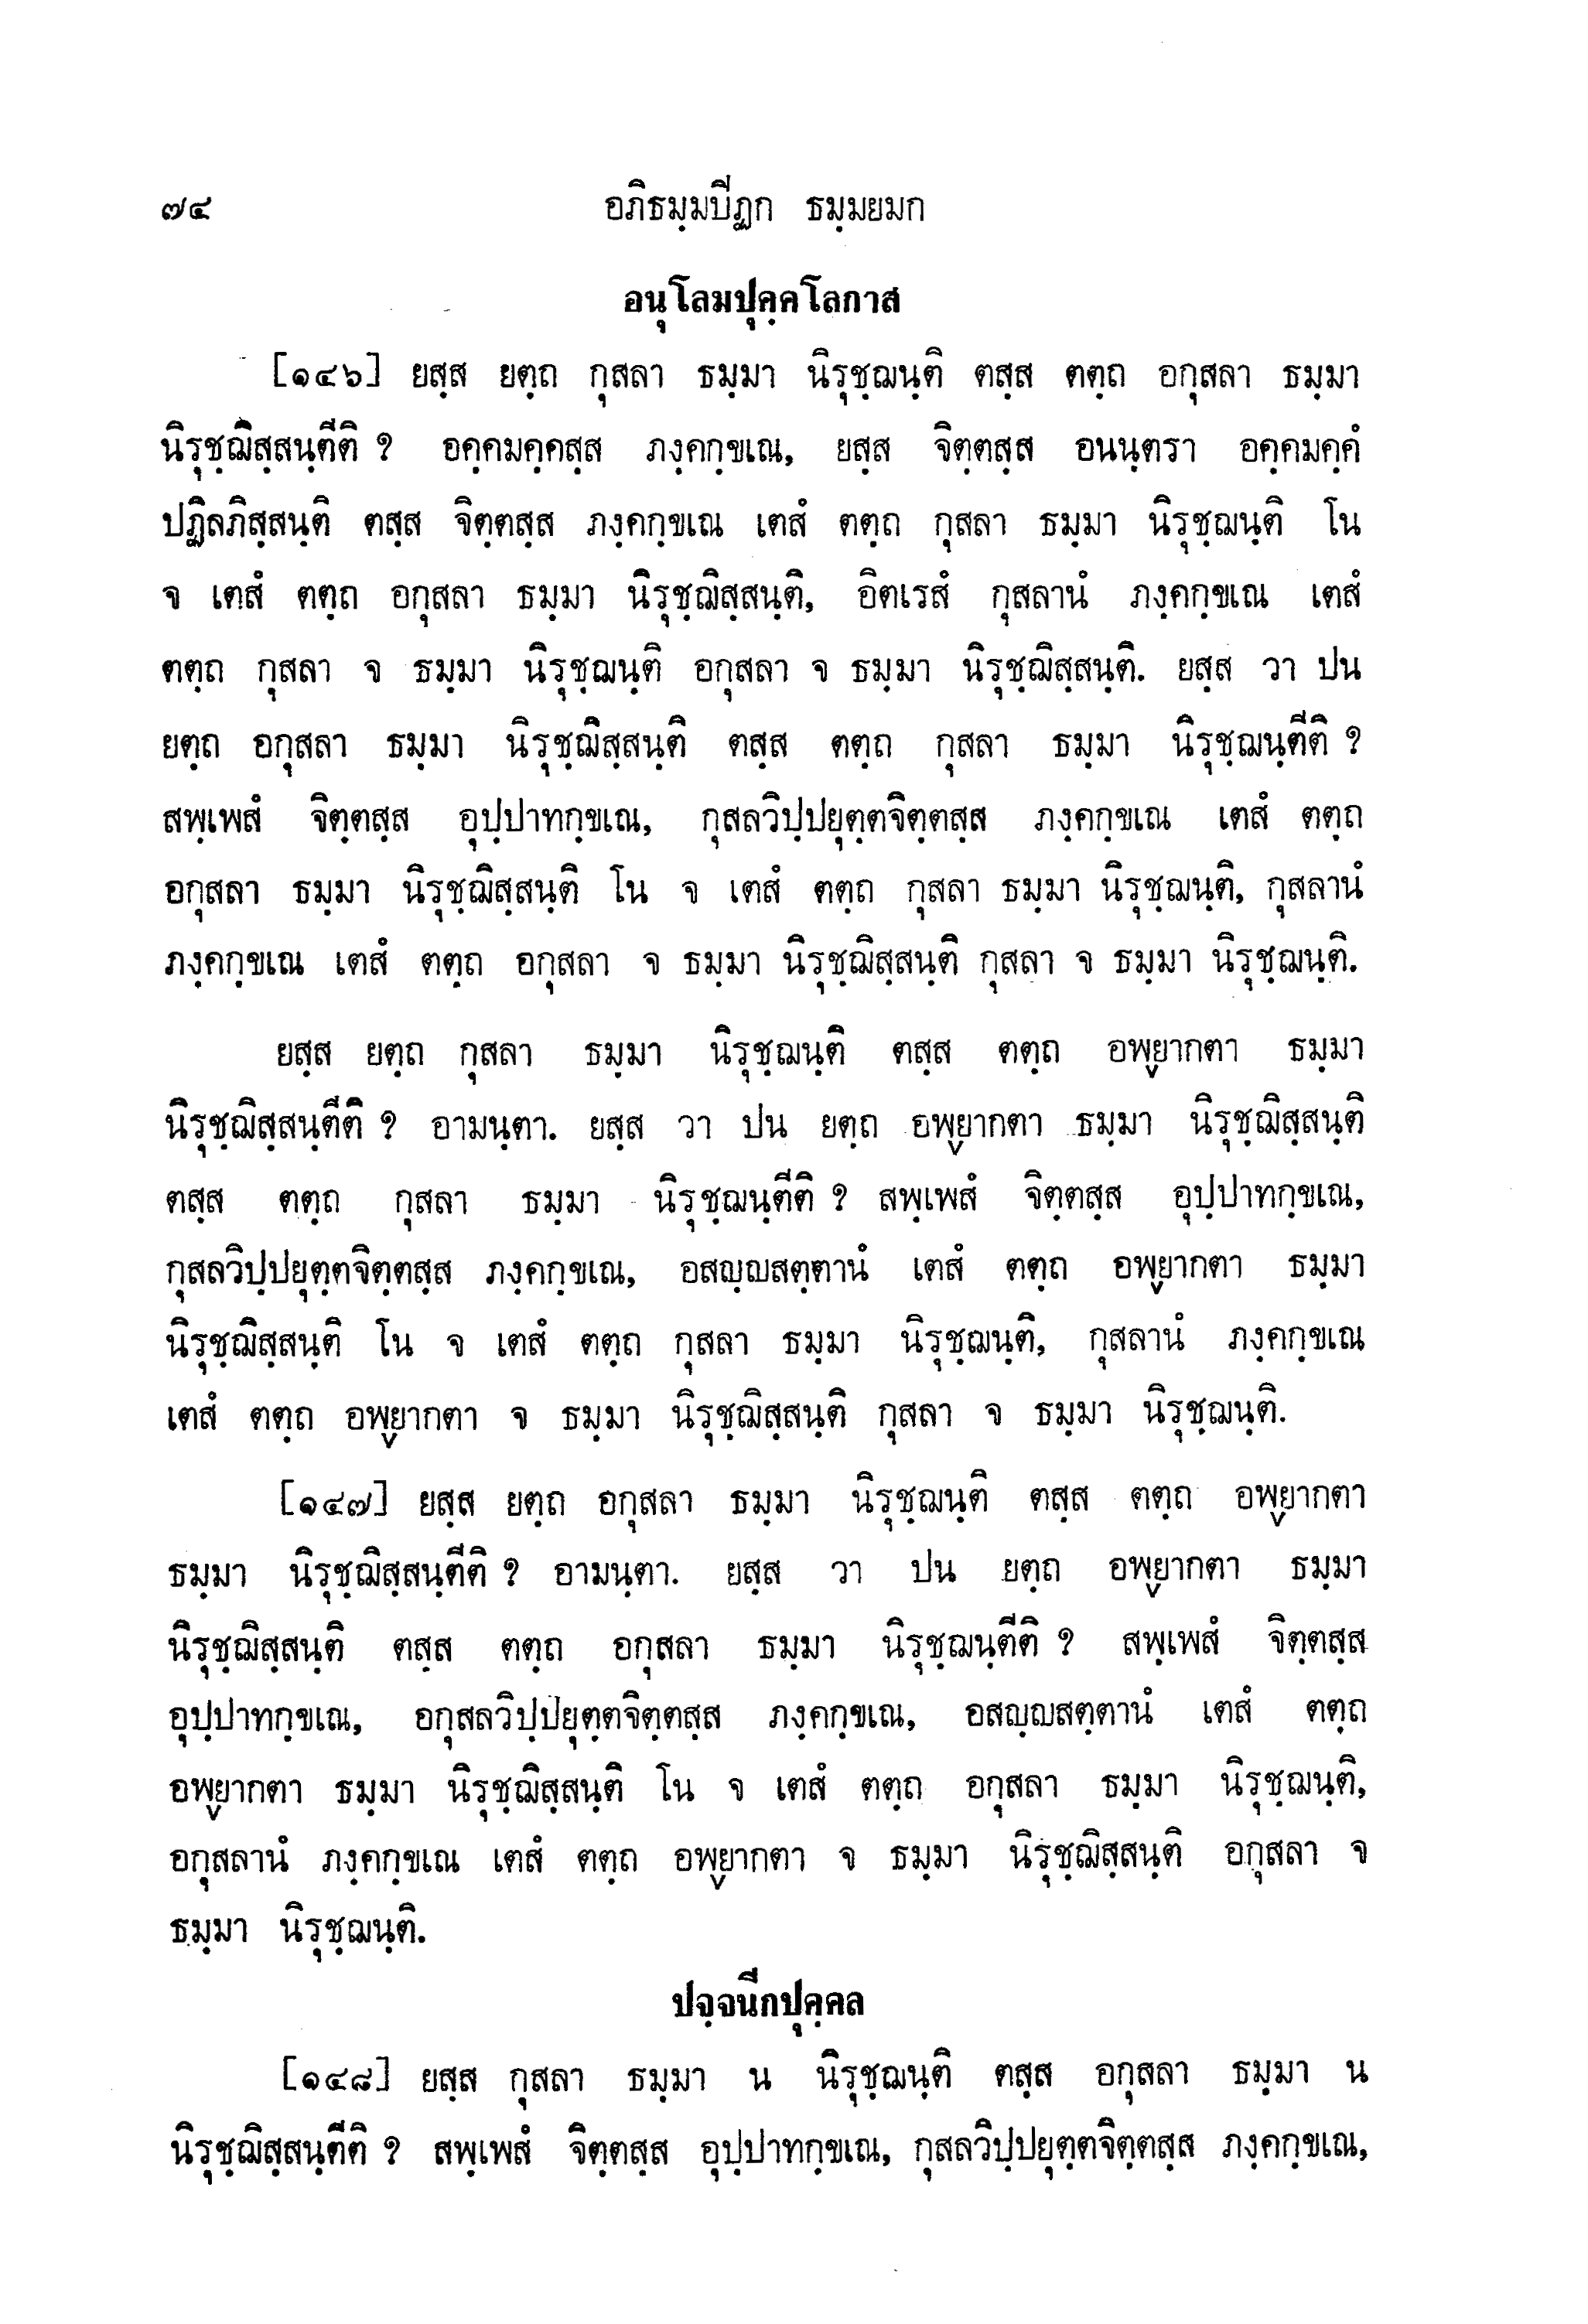 ๗๔ อภิธมฺมปีฏก ธมฺมยมก
อนุโลมปุคฺคโลกาส
[๑๔๖] ยสฺส ยตฺถ กุสลา ธมฺมา นิรุชฺฌนฺติ ตสฺส ตตฺถ อกุสลา ธมฺมา
นิรุชฺฌิสฺสนฺตีติ ? อคฺคมคฺคสฺส ภงฺคกฺขเณ, ยสฺส จิตฺตสฺส อนนฺตรา อคฺคมคฺคํ
ปฏิลภิสฺสนฺติ ตสฺส จิตฺตสฺส ภงฺคกฺขเณ เตสํ ตตฺถ กุสลา ธมฺมา นิรุชฺฌนฺติ โน
จ เตสํ ตตฺถ อกุสลา ธมฺมา นิรุชฺฌิสฺสนฺติ, อิตเรสํ กุสลานํ ภงฺคกฺขเณ เตสํ
ตตฺถ กุสลา จ ธมฺมา นิรุชฺฌนฺติ อกุสลา จ ธมฺมา นิรุชฺฌิสฺสนฺติ. ยสฺส วา ปน
ยตฺถ อกุสลา ธมฺมา นิรุชฺฌิสฺสนฺติ ตสฺส ตตฺถ กุสลา ธมฺมา นิรุชฺฌนฺตีติ ?
สพฺเพสํ จิตฺตสฺส อุปฺปาทกฺขเณ, กุสลวิปฺปยุตฺตจิตฺตสฺส ภงฺคกฺขเณ เตสํ ตตฺถ
อกุสลา ธมฺมา นิรุชฺฌิสฺสนฺติ โน จ เตสํ ตตฺถ กุสลา ธมฺมา นิรุชฺฌนฺติ, กุสลานํ
ภงฺคกฺขเณ เตสํ ตตฺถ อกุสลา จ ธมฺมา นิรุชฺฌิสฺสนฺติ กุสลา จ ธมฺมา นิรุชฺฌนฺติ.
ยสฺส ยตฺถ กุสลา ธมฺมา นิรุชฺฌนฺติ ตสฺส ตตฺถ อพฺยากตา ธมฺมา
นิรุชฺฌิสฺสนฺตีติ ? อามนฺตา. ยสฺส วา ปน ยตฺถ อพฺยากตา ธมฺมา นิรุชฺฌิสฺสนฺติ
ตสฺส ตตฺถ กุสลา ธมฺมา นิรุชฺฌนฺตีติ ? สพฺเพสํ จิตฺตสฺส อุปฺปาทกฺขเณ,
กุสลวิปฺปยุตฺตจิตฺตสฺส ภงฺคกฺขเณ, อสญฺญสตฺตานํ เตสํ ตตฺถ อพฺยากตา ธมฺมา
นิรุชฺฌิสฺสนฺติ โน จ เตสํ ตตฺถ กุสลา ธมฺมา นิรุชฺฌนฺติ, กุสลานํ ภงฺคกฺขเณ
เตสํ ตตฺถ อพฺยากตา จ ธมฺมา นิรุชฺฌิสฺสนฺติ กุสลา จ ธมฺมา นิรุชฺฌนฺติ.
[๑๔๗] ยสฺส ยตฺถ อกุสลา ธมฺมา นิรุชฺฌนฺติ ตสฺส ตตฺถ อพฺยากตา
ธมฺมา นิรุชฺฌิสฺสนฺตีติ ? อามนฺตา. ยสฺส วา ปน ยตฺถ อพฺยากตา ธมฺมา
นิรุชฺฌิสฺสนฺติ ตสฺส ตตฺถ อกุสลา ธมฺมา นิรุชฺฌนฺตีติ ? สพฺเพสํ จิตฺตสฺส
อุปฺปาทกฺขเณ, อกุสลวิปฺปยุตฺตจิตฺตสฺส ภงฺคกฺขเณ, อสญฺญสตฺตานํ เตสํ ตตฺถ
อพฺยากตา ธมฺมา นิรุชฺฌิสฺสนฺติ โน จ เตสํ ตตฺถ อกุสลา ธมฺมา นิรุชฺฌนฺติ,
อกุสลานํ ภงฺคกฺขเณ เตสํ ตตฺถ อพฺยากตา จ ธมฺมา นิรุชฺฌิสฺสนฺติ อกุสลา จ
ธมฺมา นิรุชฺฌนฺติ.
ปจฺจนีกปุคฺคล
[๑๔๘] ยสฺส กุสลา ธมฺมา น นิรุชฺฌนฺติ ตสฺส อกุสลา ธมฺมา น
นิรุชฺฌิสฺสนฺตีติ ? สพฺเพสํ จิตฺตสฺส อุปฺปาทกฺขเณ, กุสลวิปฺปยุตฺตจิตฺตสฺส ภงฺคกฺขเณ,